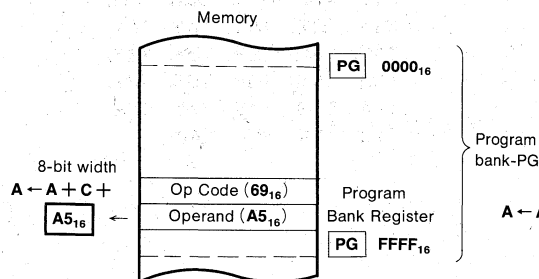 Memory
PG 0000₁₆
Program
bank-PG
8-bit width
A ← A + C +
A5₁₆ ←
Op Code (69₁₆)
Operand (A5₁₆)
Program
Bank Register
PG FFFF₁₆
A ←